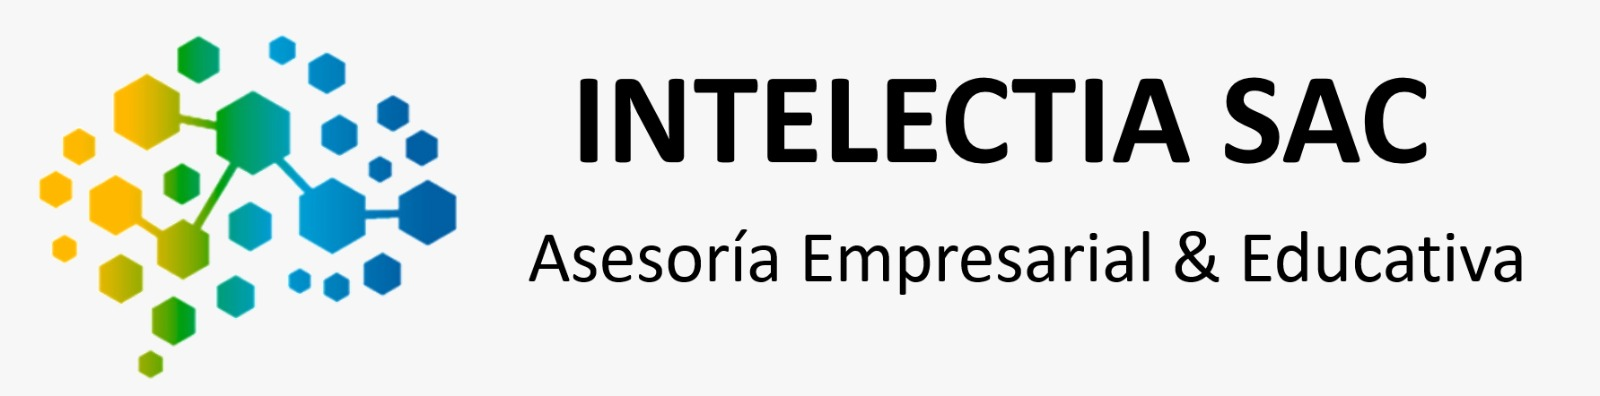 INTELECTIA SAC
Asesoría Empresarial & Educativa